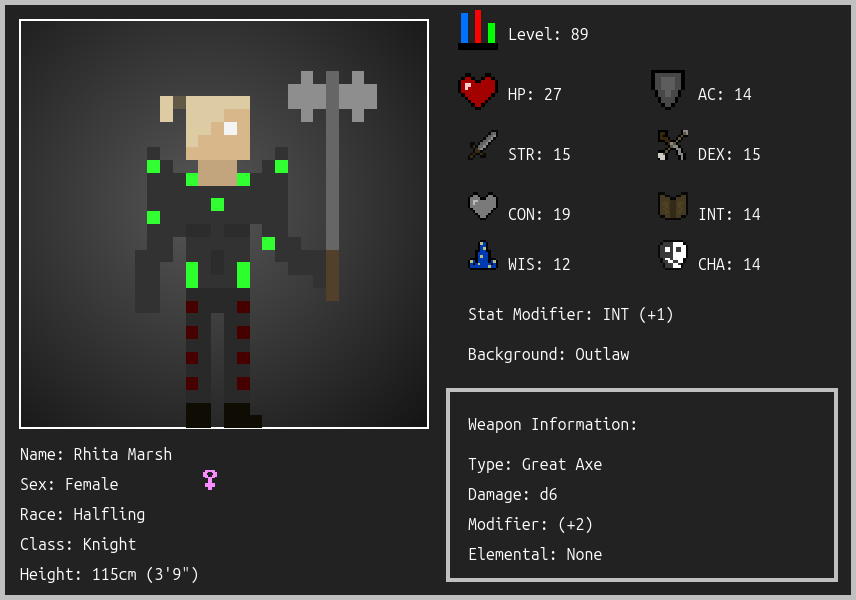 Level: 89
HP: 27
AC: 14
STR: 15
DEX: 15
CON: 19
INT: 14
WIS: 12
CHA: 14
Stat Modifier: INT (+1)
Background: Outlaw
Name: Rhita Marsh
Sex: Female
Race: Halfling
Class: Knight
Height: 115cm (3'9")
Weapon Information:
Type: Great Axe
Damage: d6
Modifier: (+2)
Elemental: None